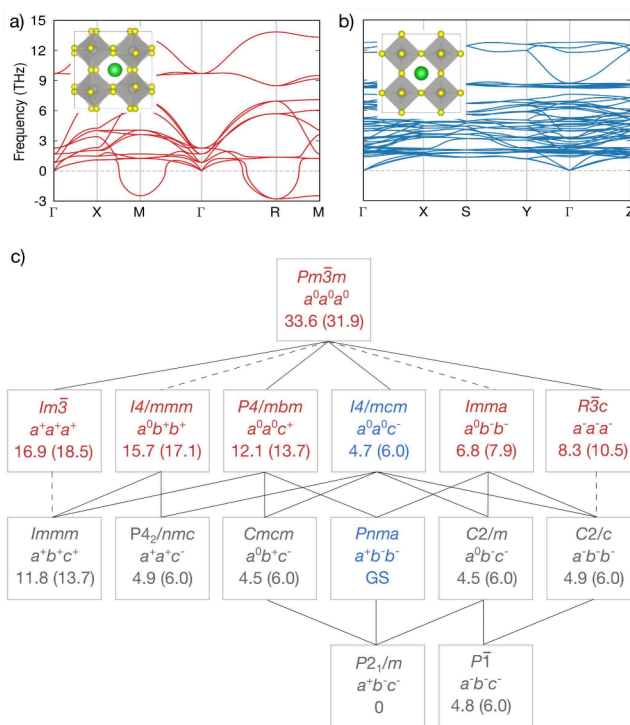 a)
15
12
9
6
3
0
-3
Frequency (THz)
Γ X M Γ R M
b)
Γ X S Y Γ Z
c)
Pm3̅m
a⁰a⁰a⁰
33.6 (31.9)
Im3̅
a⁺a⁺a⁺
16.9 (18.5)
I4/mmm
a⁰b⁺b⁺
15.7 (17.1)
P4/mbm
a⁰a⁰c⁺
12.1 (13.7)
I4/mcm
a⁰a⁰c⁻
4.7 (6.0)
Imma
a⁰b⁻b⁻
6.8 (7.9)
R3̅c
a⁻a⁻a⁻
8.3 (10.5)
Immm
a⁺b⁺c⁺
11.8 (13.7)
P4₂/nmc
a⁺a⁺c⁻
4.9 (6.0)
Cmcm
a⁰b⁺c⁻
4.5 (6.0)
Pnma
a⁺b⁻b⁻
GS
C2/m
a⁰b⁻c⁻
4.5 (6.0)
C2/c
a⁻b⁻b⁻
4.9 (6.0)
P2₁/m
a⁺b⁻c⁻
0
P1̅
a⁻b⁻c⁻
4.8 (6.0)